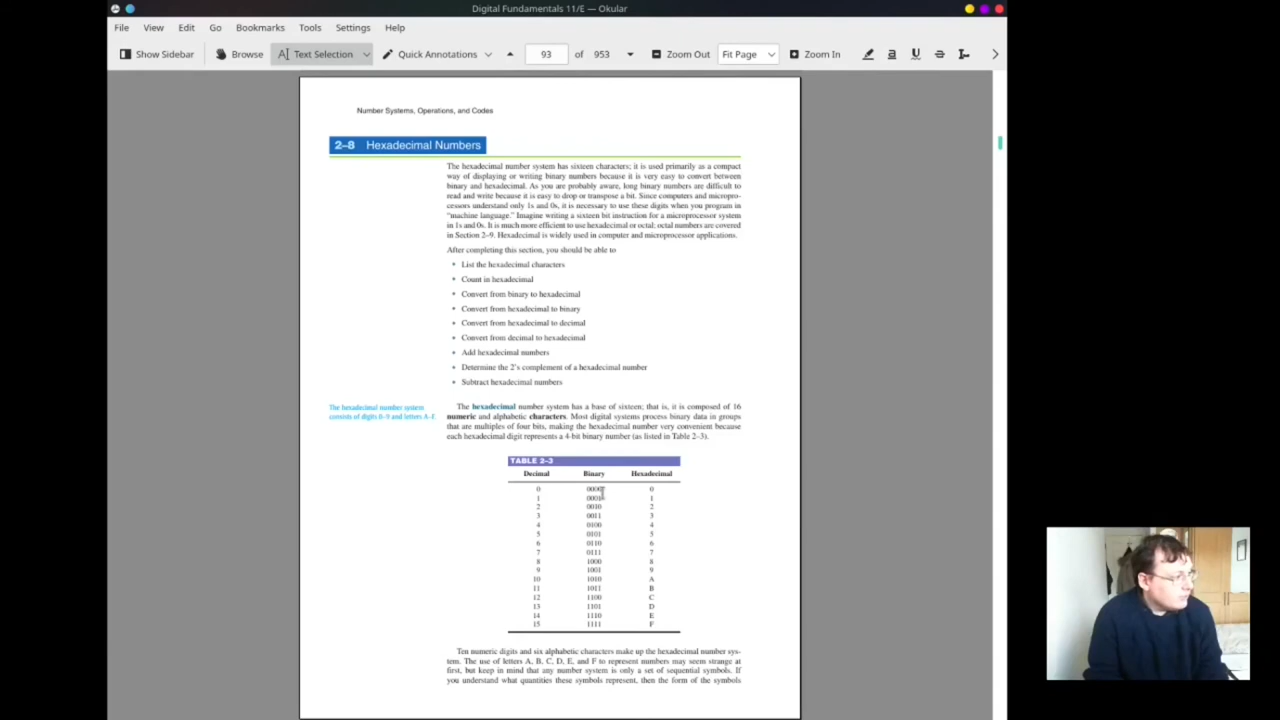 Digital Fundamentals 11/E — Okular
File View Edit Go Bookmarks Tools Settings Help
Show Sidebar Browse Text Selection Quick Annotations 93 of 953 Zoom Out Fit Page Zoom In
Number Systems, Operations, and Codes
2–8 Hexadecimal Numbers
The hexadecimal number system has sixteen characters; it is used primarily as a compact
way of displaying or writing binary numbers because it is very easy to convert between
binary and hexadecimal. As you are probably aware, long binary numbers are difficult to
read and write because it is easy to drop or transpose a bit. Since computers and micropro-
cessors understand only 1s and 0s, it is necessary to use these digits when you program in
"machine language." Imagine writing a sixteen bit instruction for a microprocessor system
in 1s and 0s. It is much more efficient to use hexadecimal or octal; octal numbers are covered
in Section 2–9. Hexadecimal is widely used in computer and microprocessor applications.
After completing this section, you should be able to
• List the hexadecimal characters
• Count in hexadecimal
• Convert from binary to hexadecimal
• Convert from hexadecimal to binary
• Convert from hexadecimal to decimal
• Convert from decimal to hexadecimal
• Add hexadecimal numbers
• Determine the 2's complement of a hexadecimal number
• Subtract hexadecimal numbers
The hexadecimal number system
consists of digits 0–9 and letters A–F.
The hexadecimal number system has a base of sixteen; that is, it is composed of 16
numeric and alphabetic characters. Most digital systems process binary data in groups
that are multiples of four bits, making the hexadecimal number very convenient because
each hexadecimal digit represents a 4-bit binary number (as listed in Table 2–3).
TABLE 2–3
Decimal Binary Hexadecimal
0 0000 0
1 0001 1
2 0010 2
3 0011 3
4 0100 4
5 0101 5
6 0110 6
7 0111 7
8 1000 8
9 1001 9
10 1010 A
11 1011 B
12 1100 C
13 1101 D
14 1110 E
15 1111 F
Ten numeric digits and six alphabetic characters make up the hexadecimal number sys-
tem. The use of letters A, B, C, D, E, and F to represent numbers may seem strange at
first, but keep in mind that any number system is only a set of sequential symbols. If
you understand what quantities these symbols represent, then the form of the symbols